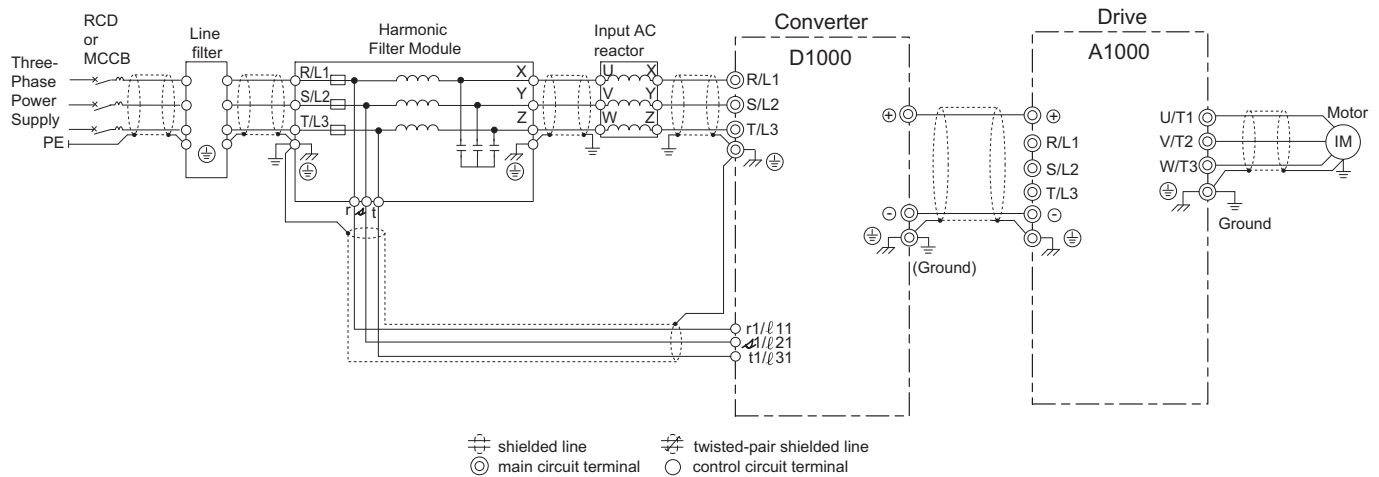 RCD
or
MCCB
Three-
Phase
Power
Supply
PE
Line
filter
Harmonic
Filter Module
R/L1
S/L2
T/L3
X
Y
Z
r
t
Input AC
reactor
U X
V Y
W Z
Converter
D1000
R/L1
S/L2
T/L3
r1/ℓ11
1/ℓ21
t1/ℓ31
+
-
(Ground)
Drive
A1000
+
R/L1
S/L2
T/L3
-
U/T1
V/T2
W/T3
Ground
Motor
IM
shielded line
twisted-pair shielded line
main circuit terminal
control circuit terminal